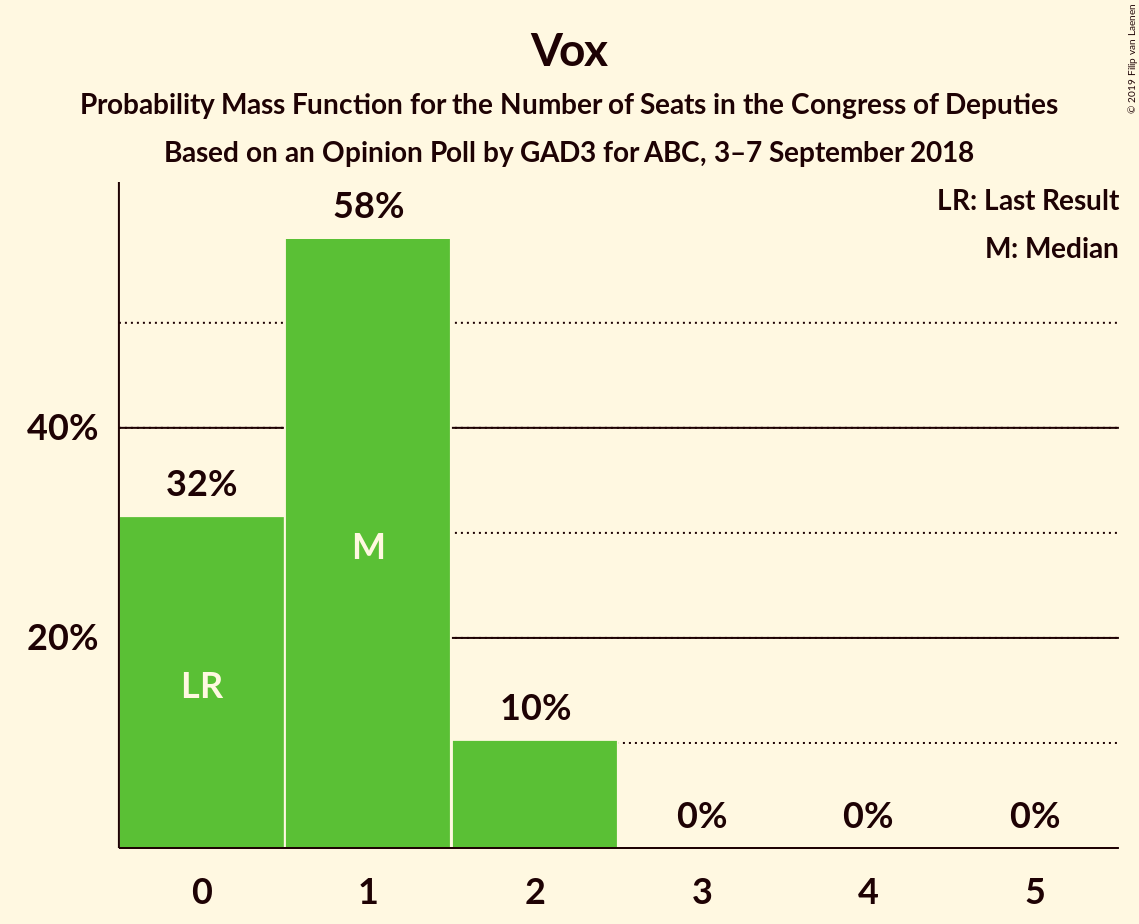 Vox
Probability Mass Function for the Number of Seats in the Congress of Deputies
Based on an Opinion Poll by GAD3 for ABC, 3–7 September 2018
© 2019 Filip van Laenen
LR: Last Result
M: Median
58%
40%
32%
M
20%
LR
10%
0% 0% 0%
0 1 2 3 4 5